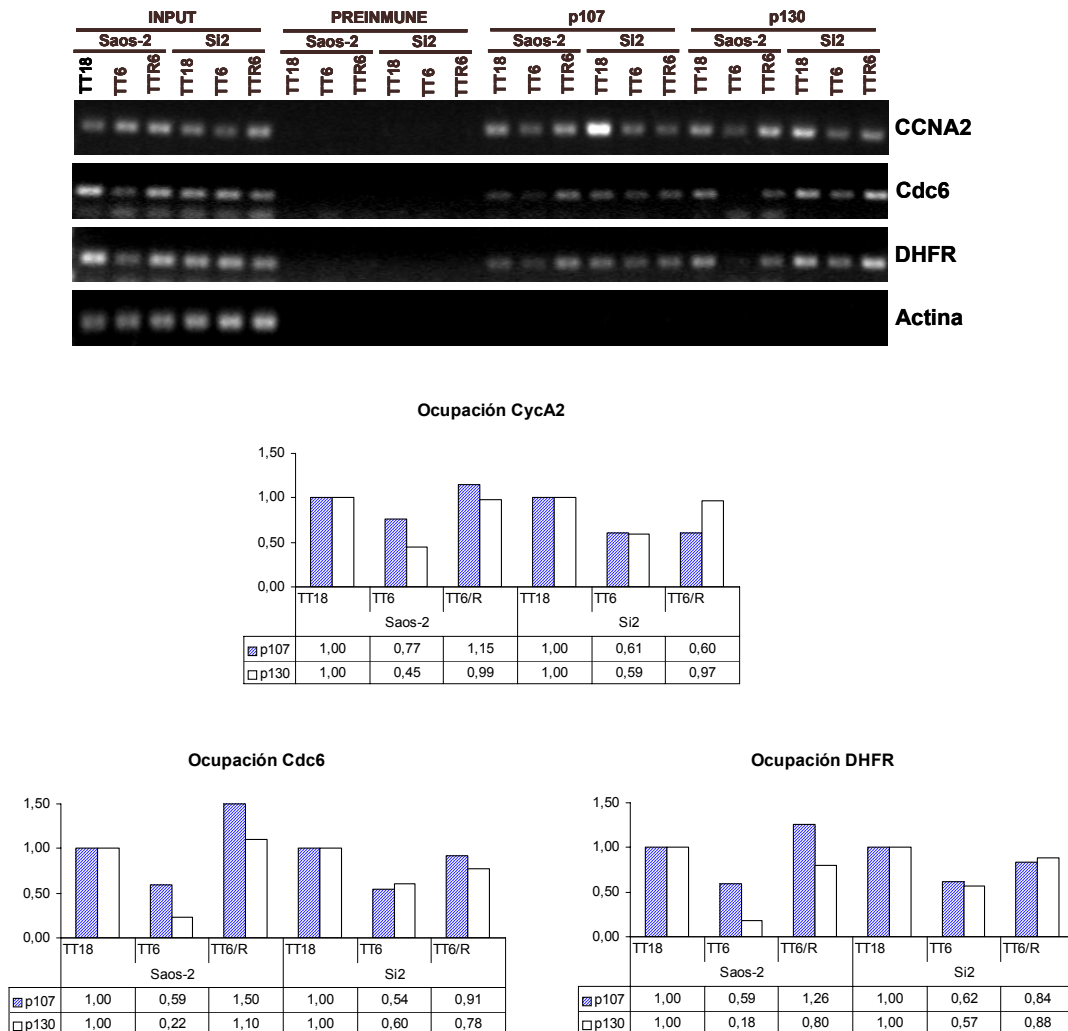 INPUT PREINMUNE p107 p130
Saos-2 Si2 Saos-2 Si2 Saos-2 Si2 Saos-2 Si2
TT18 TT6 TTR6 TT18 TT6 TTR6 TT18 TT6 TTR6 TT18 TT6 TTR6 TT18 TT6 TTR6 TT18 TT6 TTR6 TT18 TT6 TTR6 TT18 TT6 TTR6
CCNA2
Cdc6
DHFR
Actina
Ocupación CycA2
1,50
1,00
0,50
0,00
TT18 TT6 TT6/R TT18 TT6 TT6/R
Saos-2 Si2
p107 1,00 0,77 1,15 1,00 0,61 0,60
p130 1,00 0,45 0,99 1,00 0,59 0,97
Ocupación Cdc6
1,50
1,00
0,50
0,00
TT18 TT6 TT6/R TT18 TT6 TT6/R
Saos-2 Si2
p107 1,00 0,59 1,50 1,00 0,54 0,91
p130 1,00 0,22 1,10 1,00 0,60 0,78
Ocupación DHFR
1,50
1,00
0,50
0,00
TT18 TT6 TT6/R TT18 TT6 TT6/R
Saos-2 Si2
p107 1,00 0,59 1,26 1,00 0,62 0,84
p130 1,00 0,18 0,80 1,00 0,57 0,88